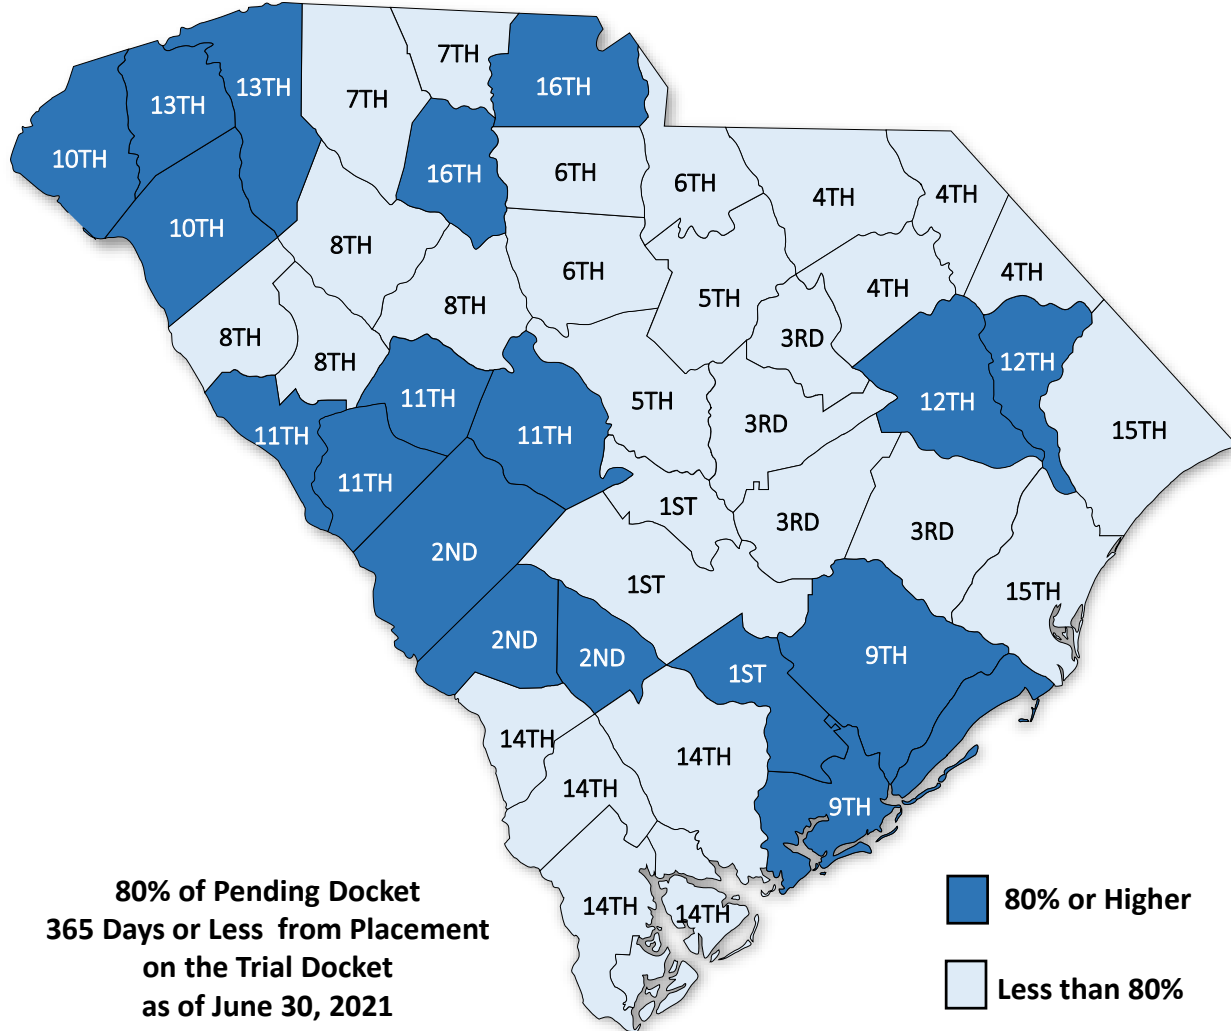 7TH
13TH
16TH
7TH
13TH
10TH
16TH
6TH
6TH
4TH
4TH
10TH
8TH
6TH
4TH
4TH
5TH
8TH
3RD
8TH
8TH
12TH
11TH
5TH
12TH
3RD
15TH
11TH
11TH
11TH
1ST
3RD
3RD
2ND
1ST
15TH
2ND
2ND
9TH
1ST
14TH
14TH
14TH
9TH
14TH
14TH
80% of Pending Docket
365 Days or Less from Placement
on the Trial Docket
as of June 30, 2021
80% or Higher
Less than 80%